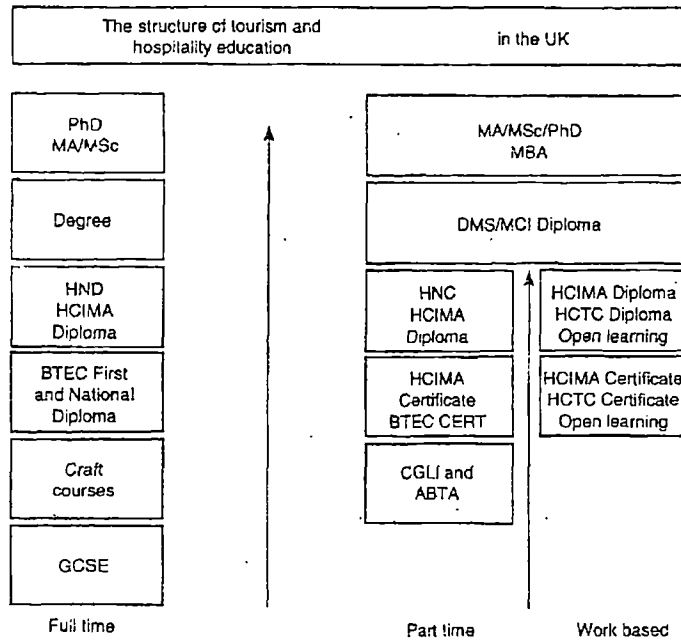 The structure of tourism and
hospitality education
in the UK
PhD
MA/MSc
Degree
HND
HCIMA
Diploma
BTEC First
and National
Diploma
Craft
courses
GCSE
Full time
MA/MSc/PhD
MBA
DMS/MCI Diploma
HNC
HCIMA
Diploma
HCIMA
Certificate
BTEC CERT
CGLI and
ABTA
Part time
HCIMA Diploma
HCTC Diploma
Open learning
HCIMA Certificate
HCTC Certificate
Open learning
Work based